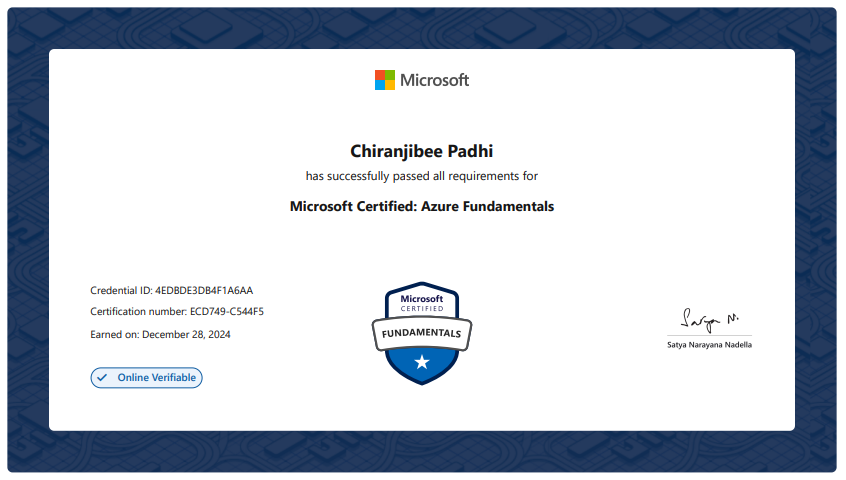 Microsoft
Chiranjibee Padhi
has successfully passed all requirements for
Microsoft Certified: Azure Fundamentals
Credential ID: 4EDBDE3DB4F1A6AA
Certification number: ECD749-C544F5
Earned on: December 28, 2024
Online Verifiable
Microsoft
CERTIFIED
FUNDAMENTALS
Satya N.
Satya Narayana Nadella